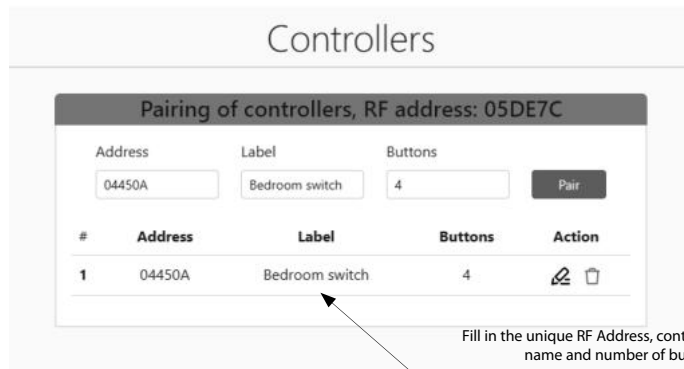 Controllers
Pairing of controllers, RF address: 05DE7C
Address Label Buttons
04450A Bedroom switch 4 Pair
# Address Label Buttons Action
1 04450A Bedroom switch 4
Fill in the unique RF Address, cont
name and number of bu